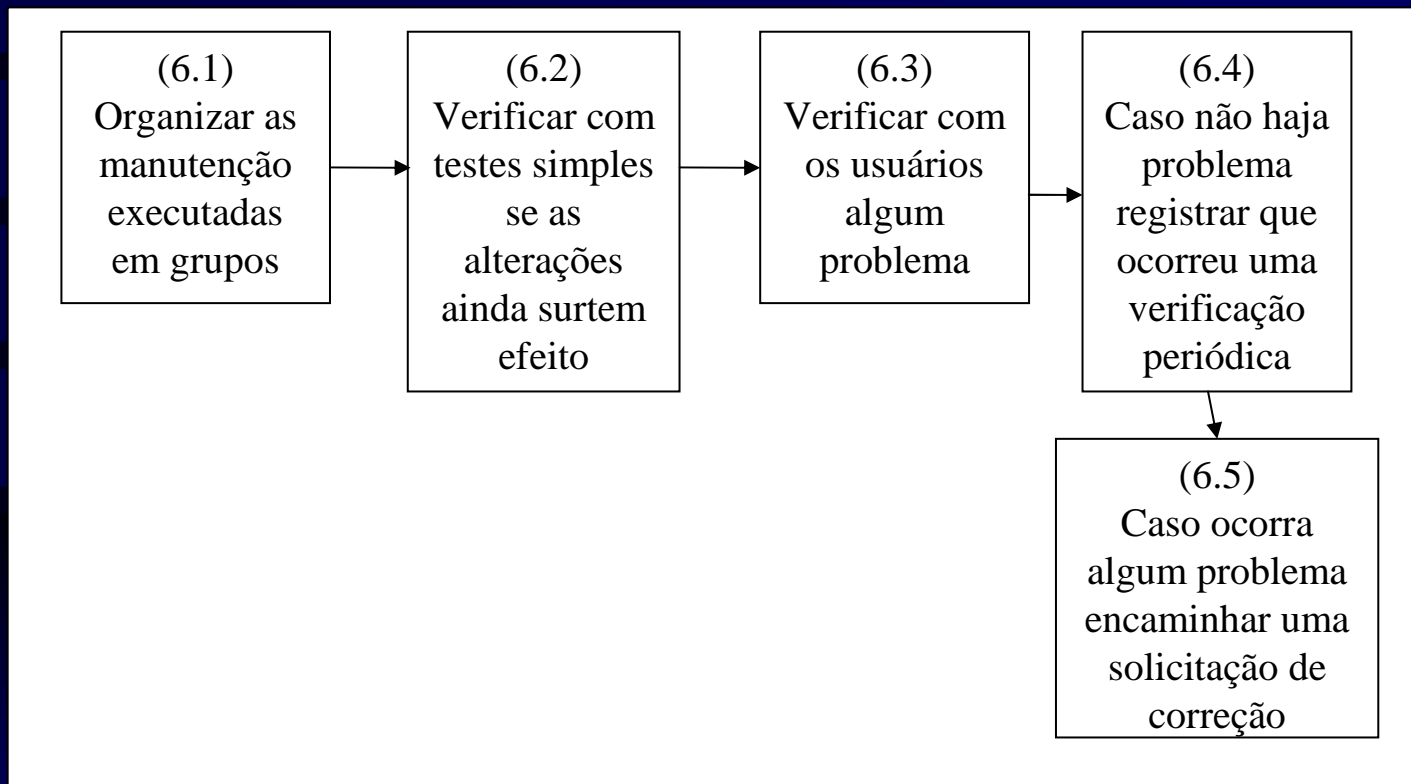 (6.1)
Organizar as
manutenção
executadas
em grupos
(6.2)
Verificar com
testes simples
se as
alterações
ainda surtem
efeito
(6.3)
Verificar com
os usuários
algum
problema
(6.4)
Caso não haja
problema
registrar que
ocorreu uma
verificação
periódica
(6.5)
Caso ocorra
algum problema
encaminhar uma
solicitação de
correção